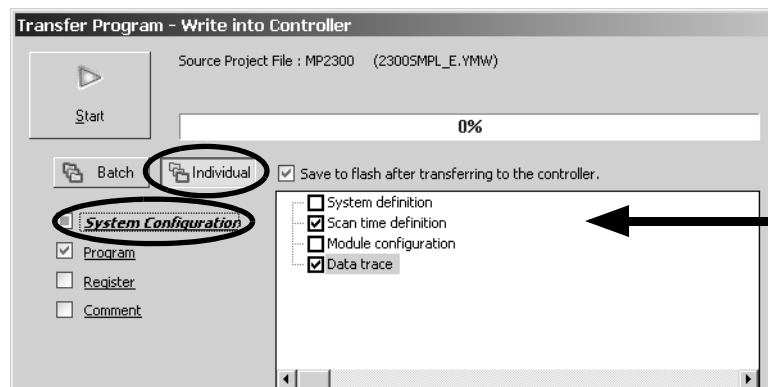 Transfer Program - Write into Controller
Source Project File : MP2300 (2300SMPL_E.YMW)
Start
0%
Batch
Individual
Save to flash after transferring to the controller.
System Configuration
Program
Register
Comment
System definition
Scan time definition
Module configuration
Data trace